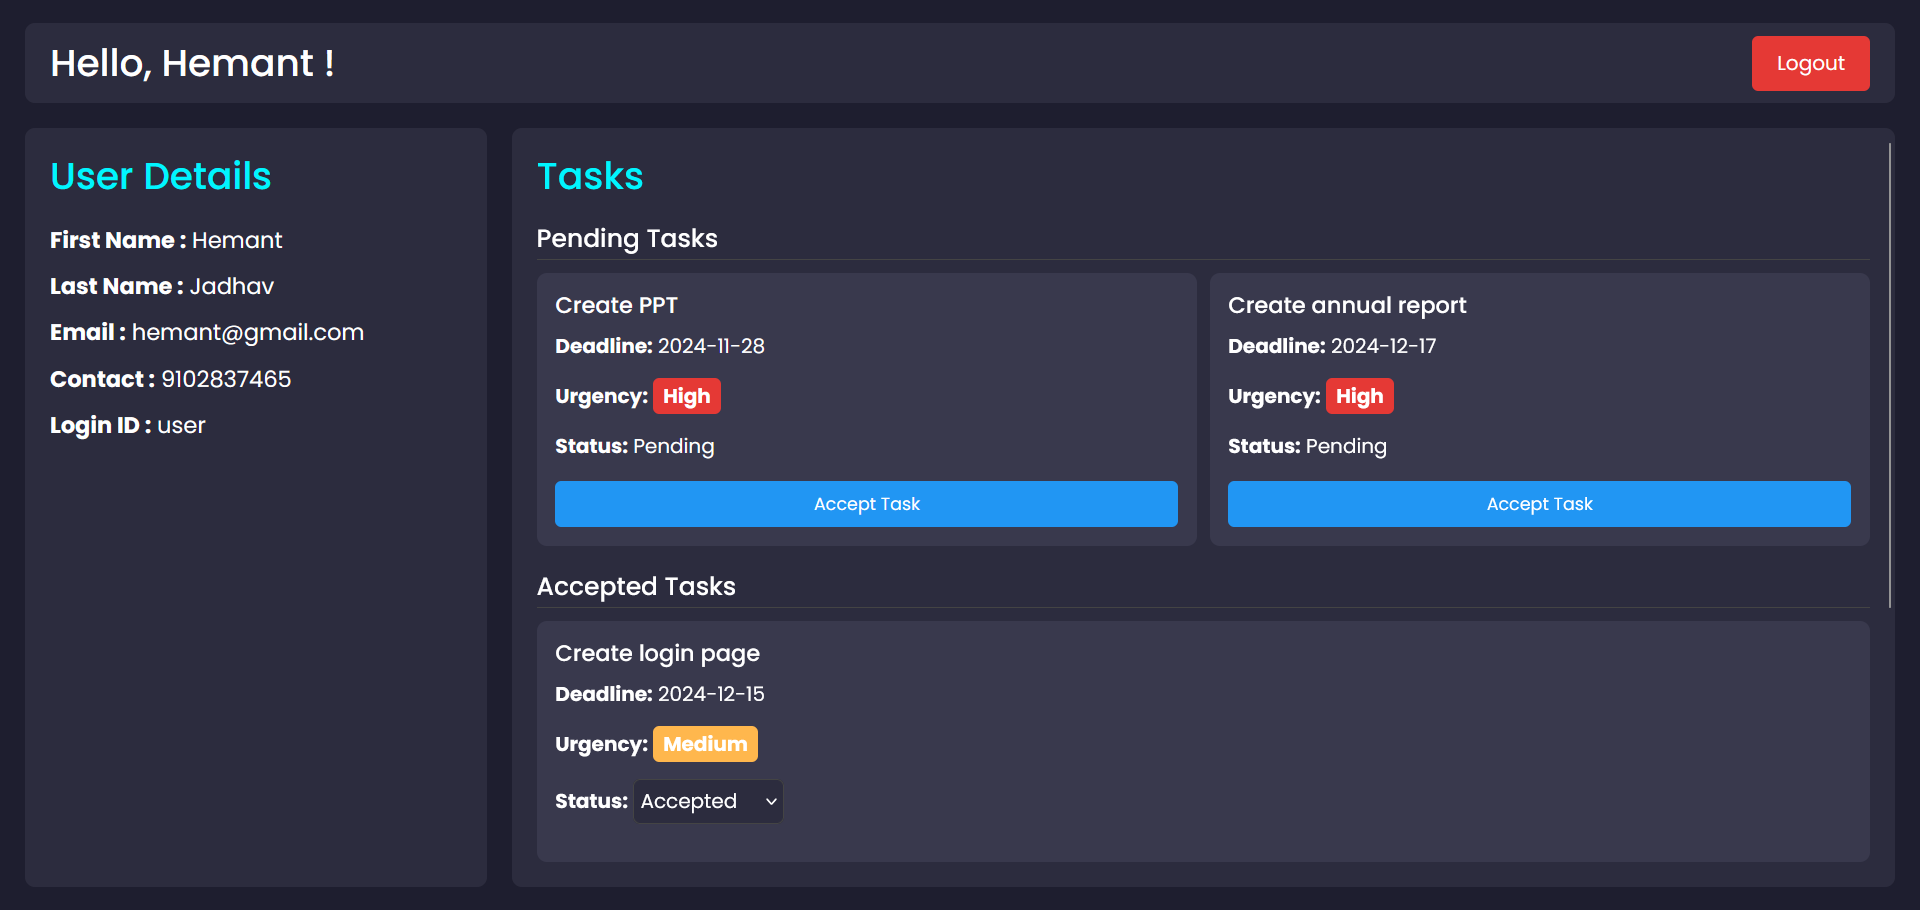 Hello, Hemant !
Logout
User Details
First Name : Hemant
Last Name : Jadhav
Email : hemant@gmail.com
Contact : 9102837465
Login ID : user
Tasks
Pending Tasks
Create PPT
Deadline: 2024-11-28
Urgency: High
Status: Pending
Accept Task
Create annual report
Deadline: 2024-12-17
Urgency: High
Status: Pending
Accept Task
Accepted Tasks
Create login page
Deadline: 2024-12-15
Urgency: Medium
Status: Accepted